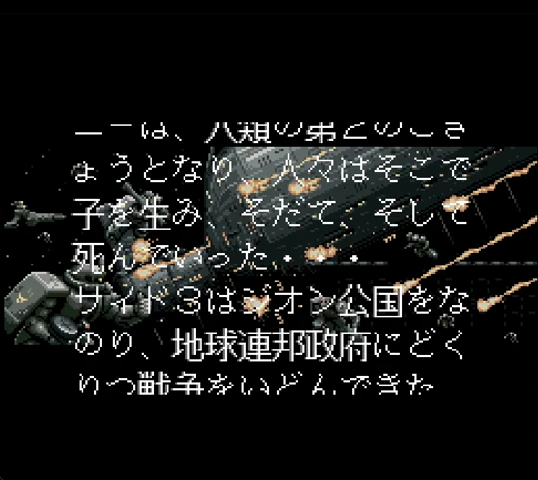 ニーは、人類の第２のこき
ょうとなり、人々はそこで
子を生み、そだて、そして
死んでいった・・・
サイド３はジオン公国をな
のり、地球連邦政府にどく
りつ戦争をいどんできた